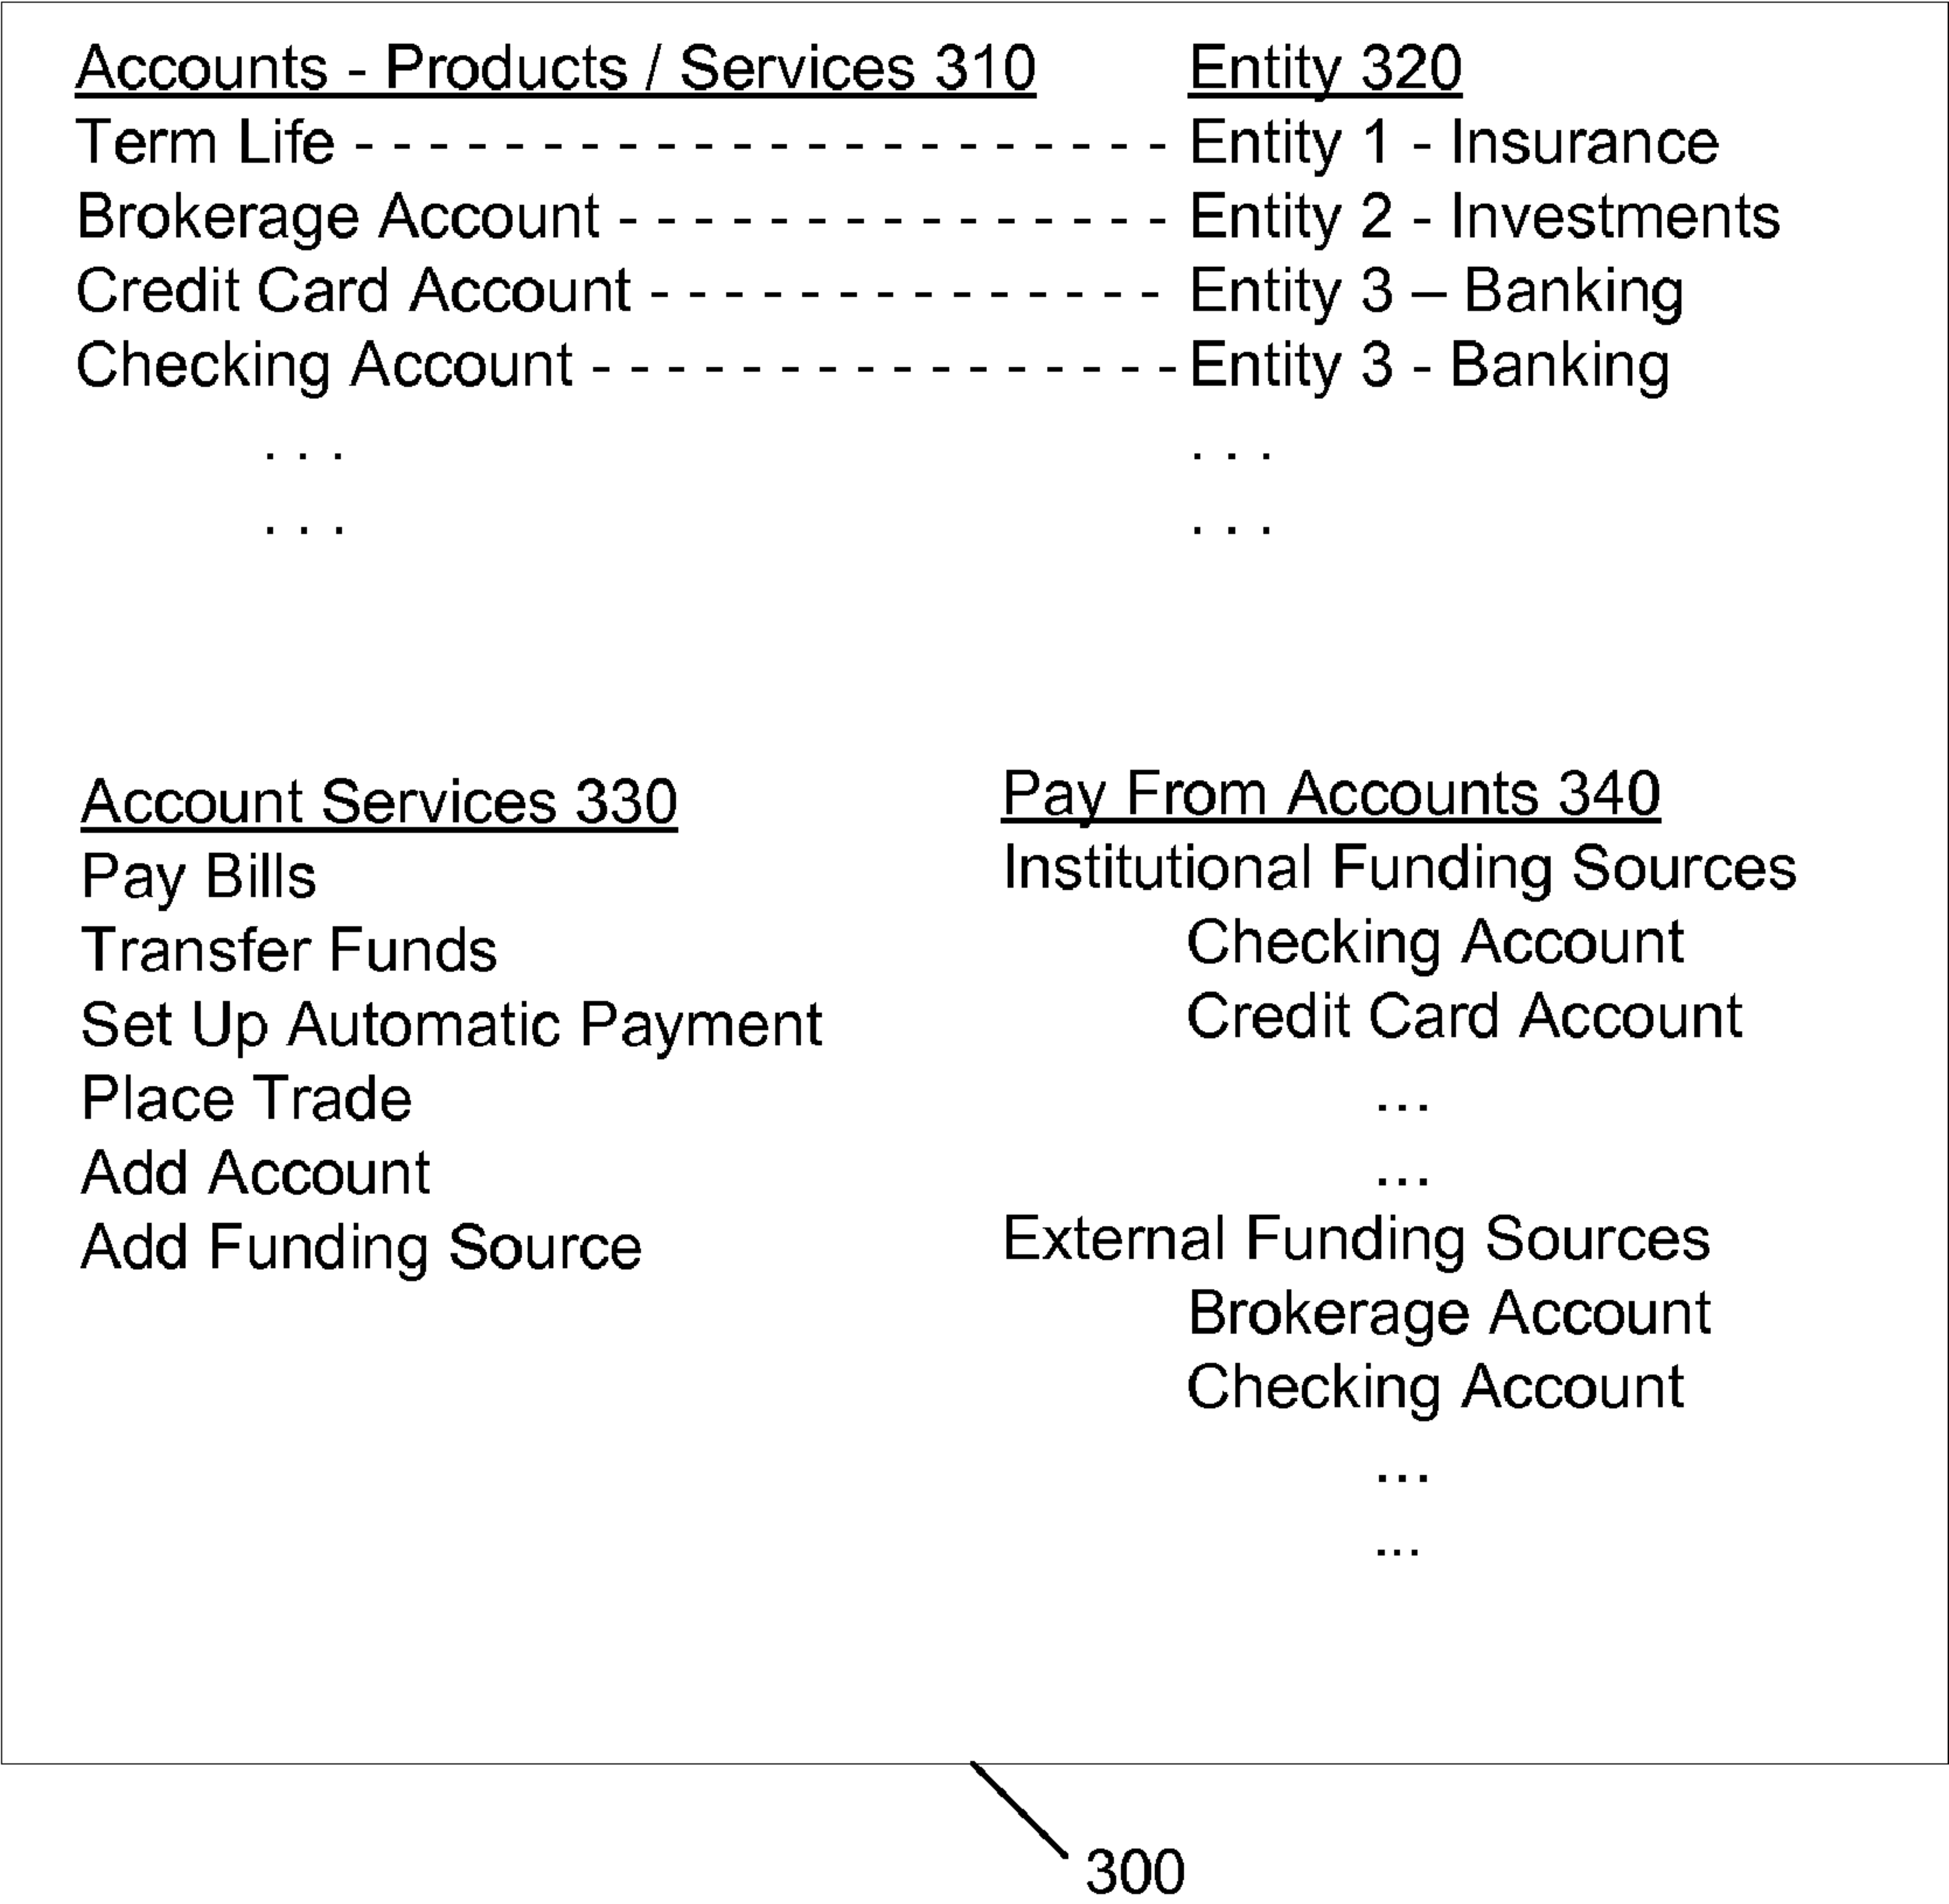 Accounts - Products / Services 310 Entity 320
Term Life - - - - - - - - - - - - - - - - - - - - - - Entity 1 - Insurance
Brokerage Account - - - - - - - - - - - - - - - Entity 2 - Investments
Credit Card Account - - - - - - - - - - - - - - Entity 3 – Banking
Checking Account - - - - - - - - - - - - - - - - Entity 3 - Banking
. . . . . .
. . . . . .
Account Services 330
Pay Bills
Transfer Funds
Set Up Automatic Payment
Place Trade
Add Account
Add Funding Source
Pay From Accounts 340
Institutional Funding Sources
Checking Account
Credit Card Account
...
...
External Funding Sources
Brokerage Account
Checking Account
...
...
300